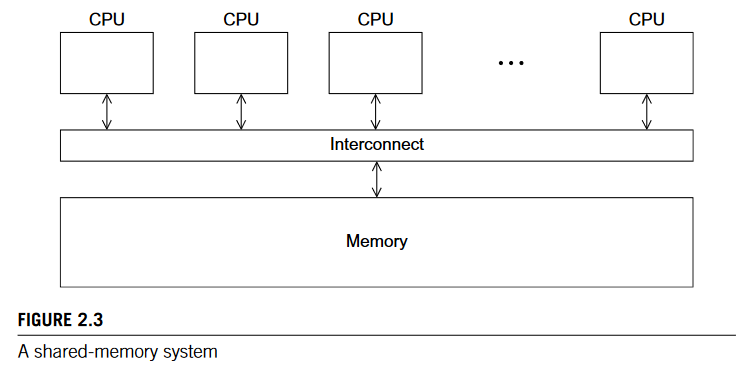 CPU CPU CPU CPU
...
Interconnect
Memory
FIGURE 2.3
A shared-memory system